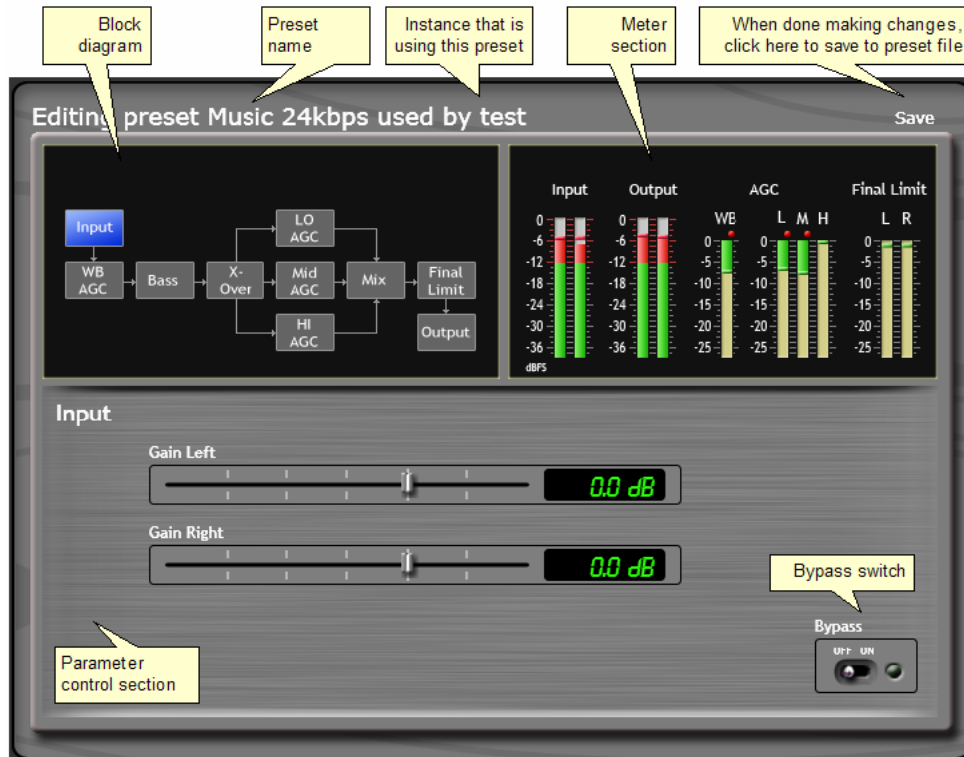 Block
diagram
Preset
name
Instance that is
using this preset
Meter
section
When done making changes,
click here to save to preset file
Editing preset Music 24kbps used by test
Save
Input
WB
AGC
Bass
X-
Over
LO
AGC
Mid
AGC
HI
AGC
Mix
Final
Limit
Output
Input
0
-6
-12
-18
-24
-30
-36
dBFS
Output
0
-6
-12
-18
-24
-30
-36
AGC
WB
0
-5
-10
-15
-20
-25
L M H
0
-5
-10
-15
-20
-25
Final Limit
L R
0
-5
-10
-15
-20
-25
Input
Gain Left
0.0 dB
Gain Right
0.0 dB
Bypass switch
Bypass
OFF ON
Parameter
control section